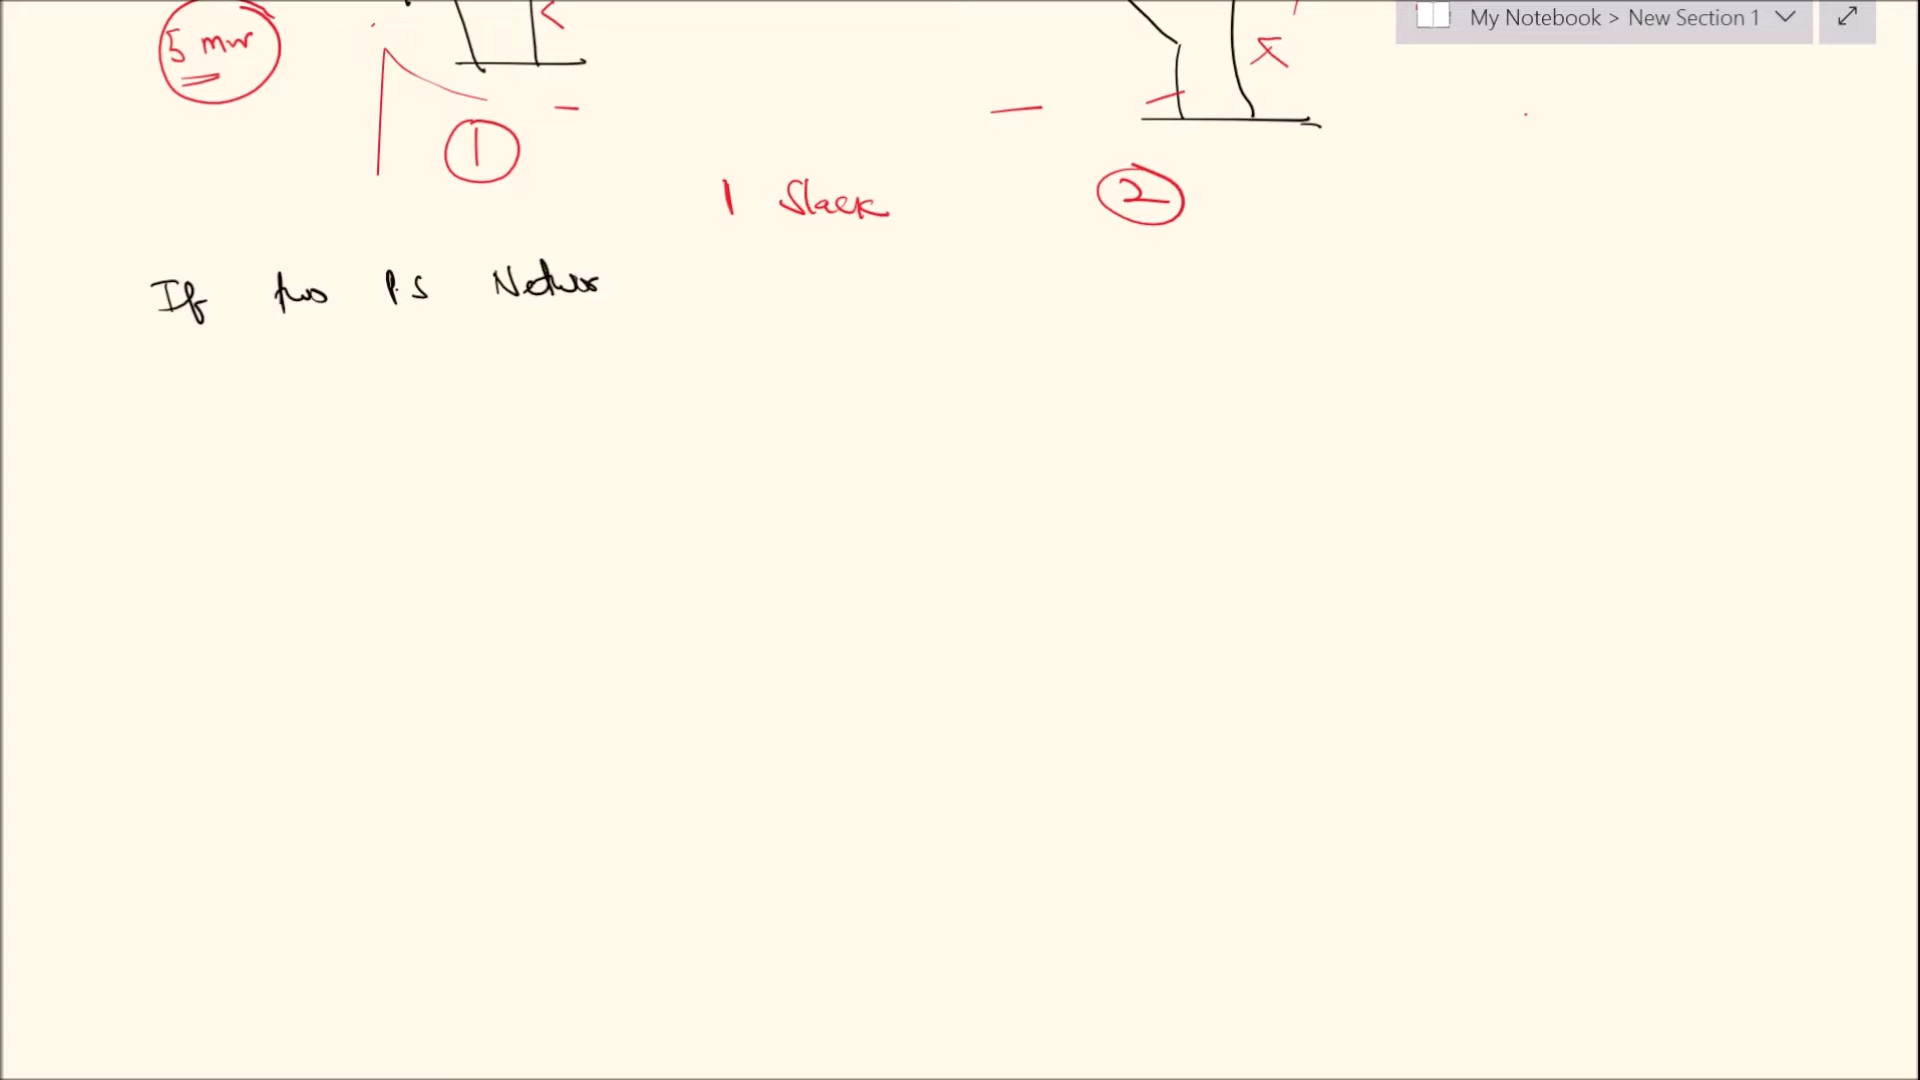 My Notebook > New Section 1
5 mw
1
2
1 Slack
If two P.S Networ